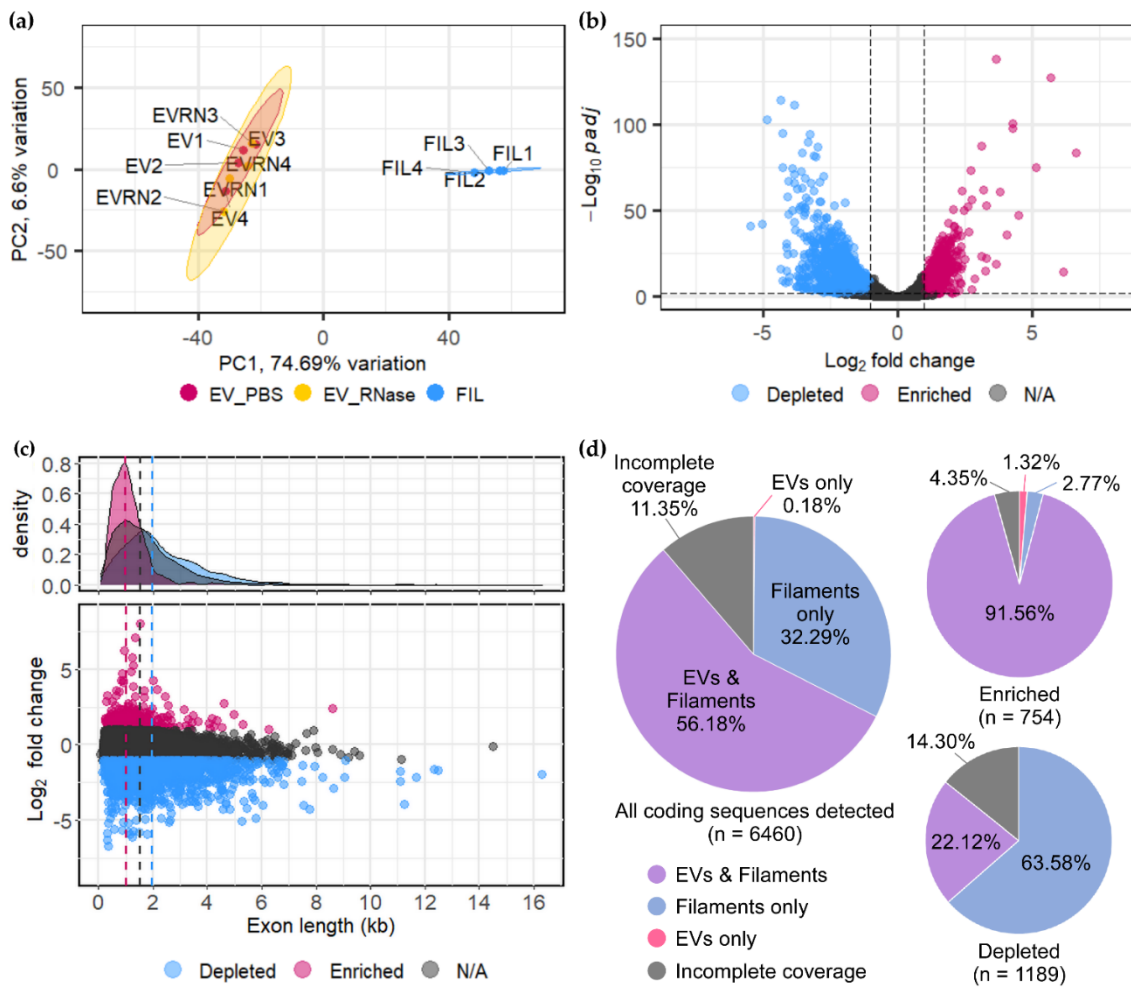 (a)
PC2, 6.6% variation
50
0
-50
EVRN3
EV1
EV3
EV2
EVRN4
EVRN1
EVRN2
EV4
FIL3
FIL1
FIL4
FIL2
-40
0
40
PC1, 74.69% variation
EV_PBS
EV_RNase
FIL
(b)
−Log10 padj
150
100
50
0
-5
0
5
Log2 fold change
Depleted
Enriched
N/A
(c)
density
0.8
0.6
0.4
0.2
0.0
Log2 fold change
5
0
-5
0
2
4
6
8
10
12
14
16
Exon length (kb)
Depleted
Enriched
N/A
(d)
Incomplete
coverage
11.35%
EVs only
0.18%
Filaments
only
32.29%
EVs &
Filaments
56.18%
All coding sequences detected
(n = 6460)
4.35%
1.32%
2.77%
91.56%
Enriched
(n = 754)
14.30%
22.12%
63.58%
Depleted
(n = 1189)
EVs & Filaments
Filaments only
EVs only
Incomplete coverage